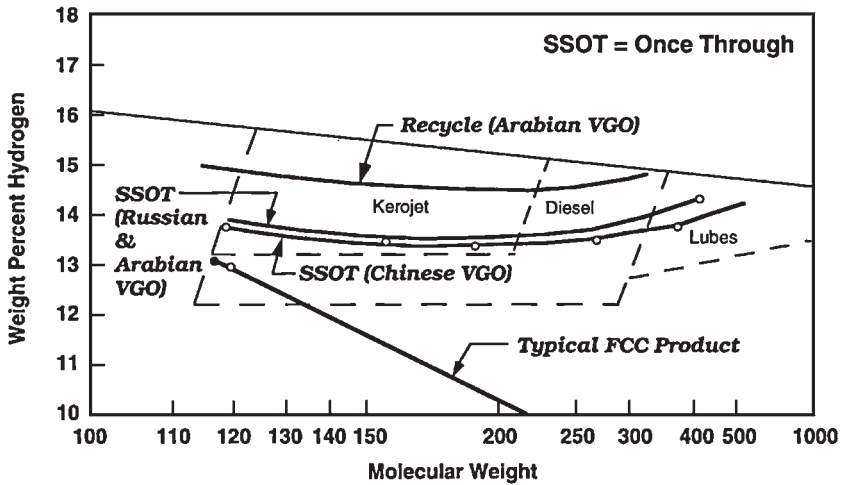 SSOT = Once Through
Weight Percent Hydrogen
18
17
16
15
14
13
12
11
10
Recycle (Arabian VGO)
SSOT
(Russian
&
Arabian
VGO)
Kerojet
Diesel
Lubes
SSOT (Chinese VGO)
Typical FCC Product
100 110 120 130 140 150 200 250 300 400 500 1000
Molecular Weight